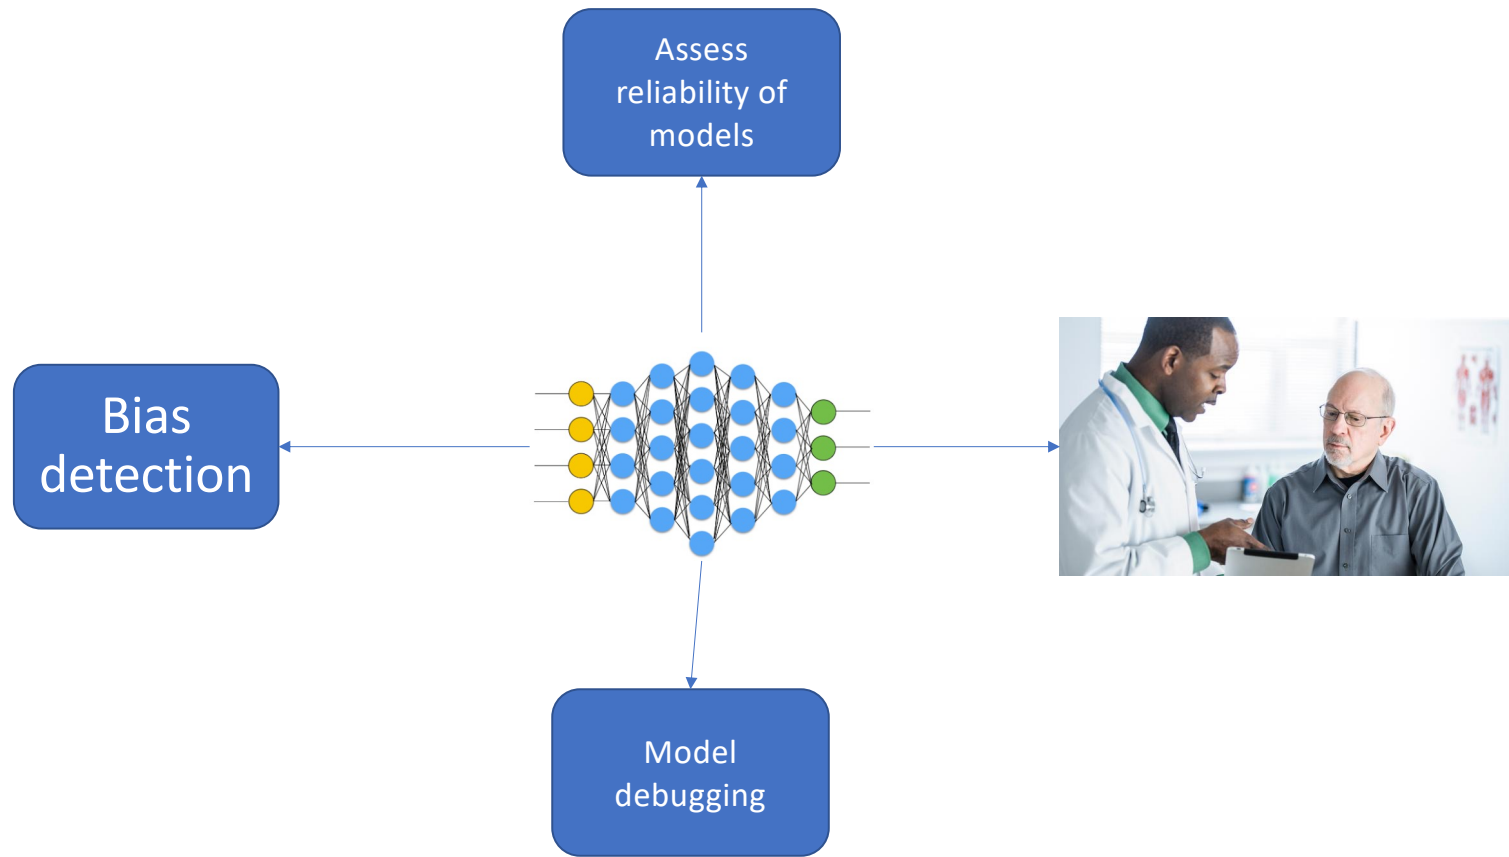 Assess
reliability of
models
Bias
detection
Model
debugging